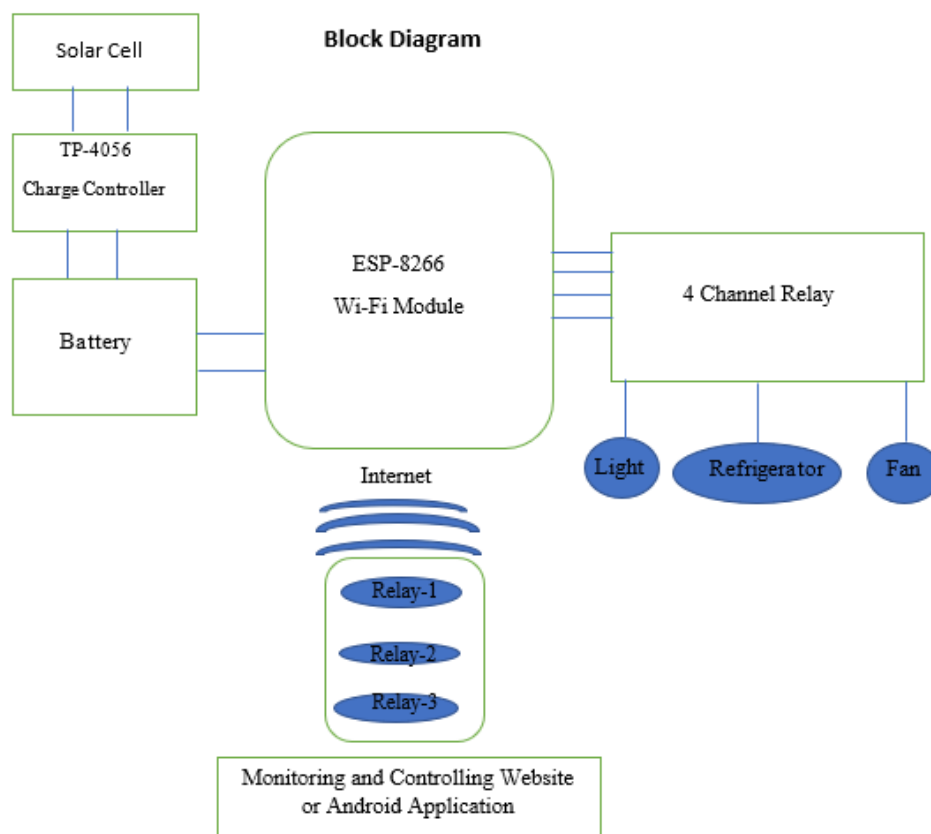 Block Diagram
Solar Cell
TP-4056
Charge Controller
Battery
ESP-8266
Wi-Fi Module
4 Channel Relay
Light
Refrigerator
Fan
Internet
Relay-1
Relay-2
Relay-3
Monitoring and Controlling Website
or Android Application